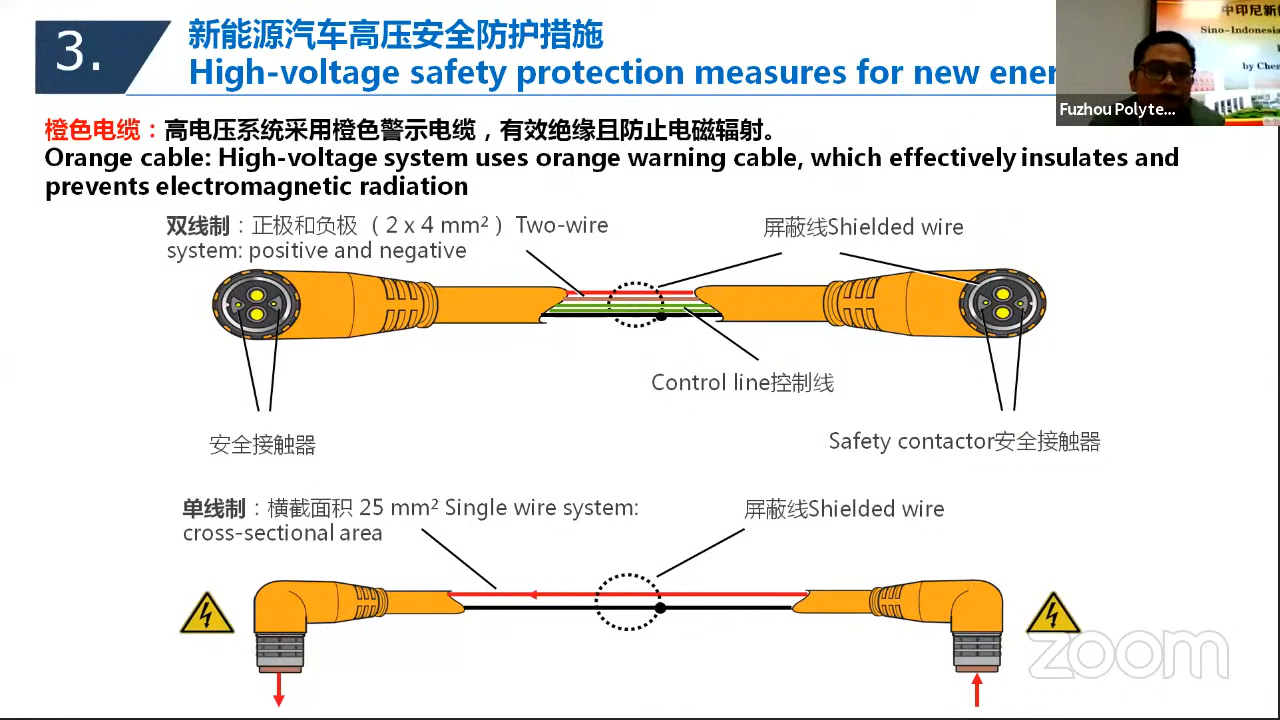 3.
新能源汽车高压安全防护措施
High-voltage safety protection measures for new ener
中印尼新
Sino-Indonesia
by Che
Fuzhou Polyte...
橙色电缆：高电压系统采用橙色警示电缆，有效绝缘且防止电磁辐射。
Orange cable: High-voltage system uses orange warning cable, which effectively insulates and
prevents electromagnetic radiation
双线制：正极和负极（2 x 4 mm²）Two-wire
system: positive and negative
屏蔽线Shielded wire
Control line控制线
安全接触器
Safety contactor安全接触器
单线制：横截面积 25 mm² Single wire system:
cross-sectional area
屏蔽线Shielded wire
zoom